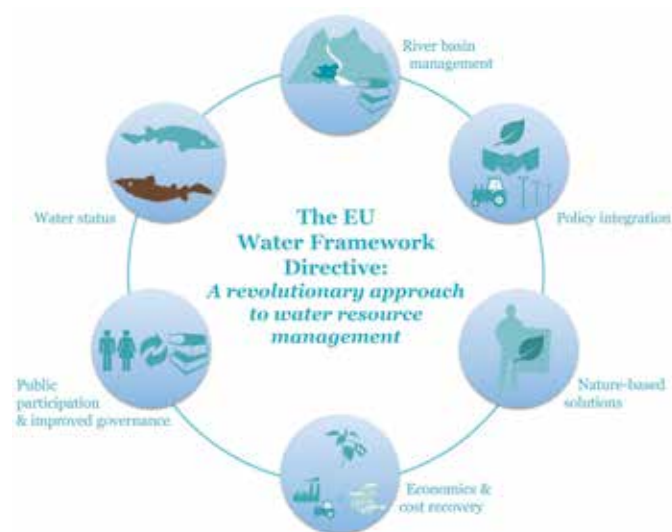 River basin
management
Policy integration
Nature-based
solutions
Economics &
cost recovery
Public
participation
& improved governance
Water status
The EU
Water Framework
Directive:
A revolutionary approach
to water resource
management